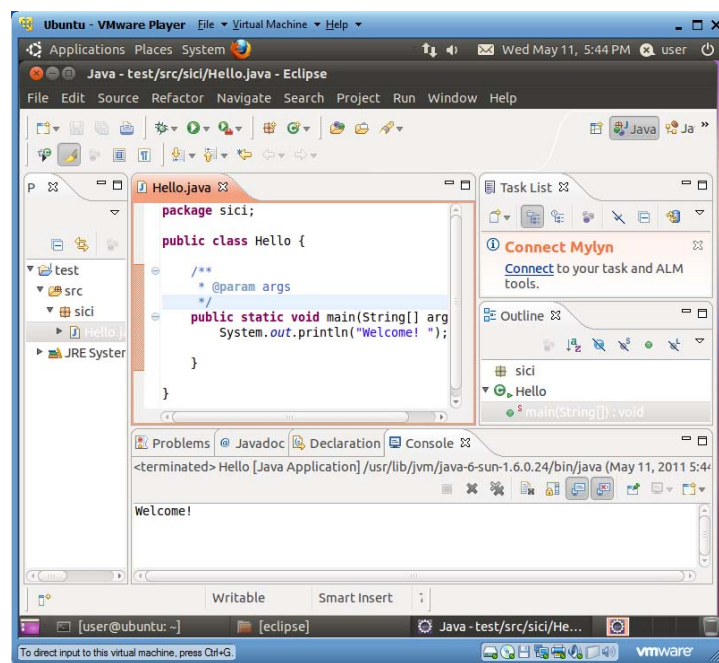 Ubuntu - VMware Player File Virtual Machine Help
Applications Places System Wed May 11, 5:44 PM user
Java - test/src/sici/Hello.java - Eclipse
File Edit Source Refactor Navigate Search Project Run Window Help
Java Ja »
P Hello.java Task List
package sici;
public class Hello {
/**
* @param args
*/
public static void main(String[] arg
System.out.println("Welcome! ");
}
}
test
src
sici
Hello.j
JRE System
Connect Mylyn
Connect to your task and ALM
tools.
Outline
sici
Hello
main(String[]) : void
Problems @ Javadoc Declaration Console
<terminated> Hello [Java Application] /usr/lib/jvm/java-6-sun-1.6.0.24/bin/java (May 11, 2011 5:44
Welcome!
Writable Smart Insert
[user@ubuntu: ~] [eclipse] Java - test/src/sici/He...
To direct input to this virtual machine, press Ctrl+G. vmware